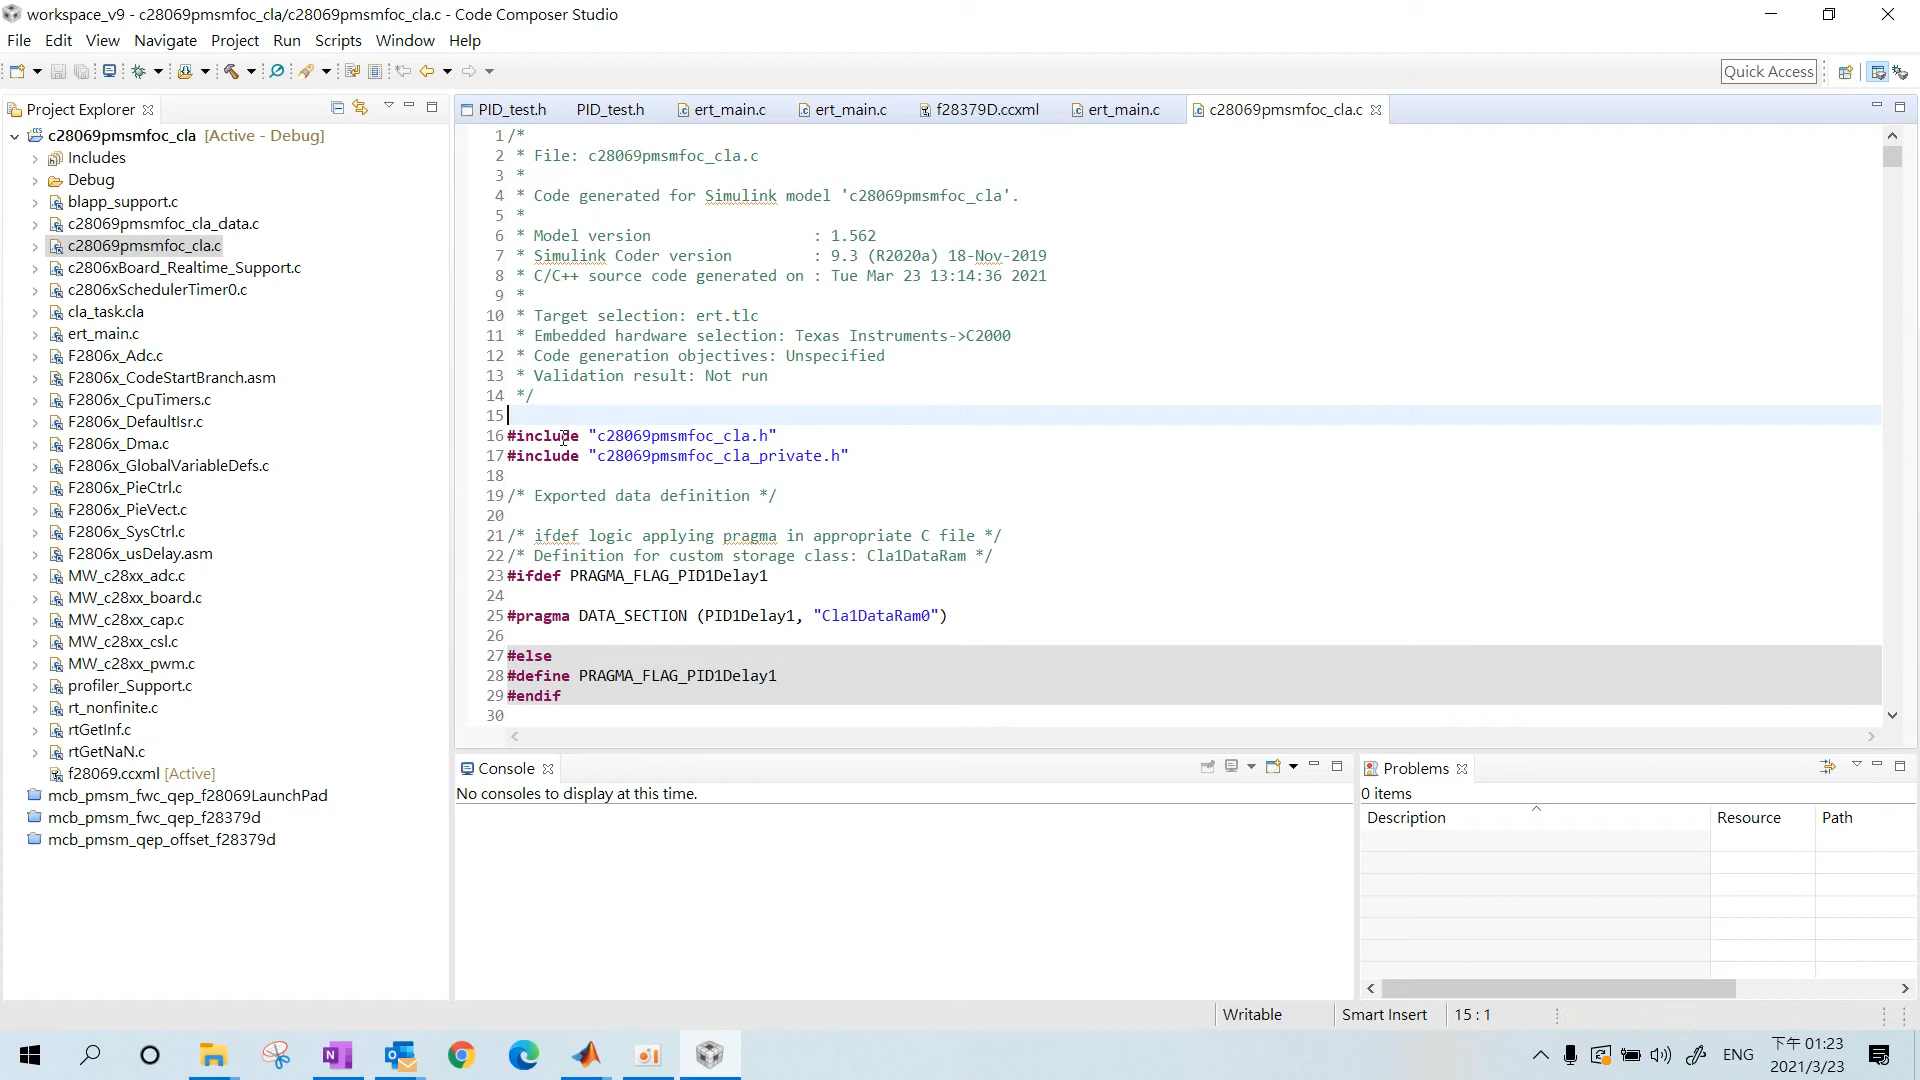 workspace_v9 - c28069pmsmfoc_cla/c28069pmsmfoc_cla.c - Code Composer Studio
File Edit View Navigate Project Run Scripts Window Help
Quick Access
Project Explorer
PID_test.h PID_test.h ert_main.c ert_main.c f28379D.ccxml ert_main.c c28069pmsmfoc_cla.c
c28069pmsmfoc_cla [Active - Debug]
Includes
Debug
blapp_support.c
c28069pmsmfoc_cla_data.c
c28069pmsmfoc_cla.c
c2806xBoard_Realtime_Support.c
c2806xSchedulerTimer0.c
cla_task.cla
ert_main.c
F2806x_Adc.c
F2806x_CodeStartBranch.asm
F2806x_CpuTimers.c
F2806x_DefaultIsr.c
F2806x_Dma.c
F2806x_GlobalVariableDefs.c
F2806x_PieCtrl.c
F2806x_PieVect.c
F2806x_SysCtrl.c
F2806x_usDelay.asm
MW_c28xx_adc.c
MW_c28xx_board.c
MW_c28xx_cap.c
MW_c28xx_csl.c
MW_c28xx_pwm.c
profiler_Support.c
rt_nonfinite.c
rtGetInf.c
rtGetNaN.c
f28069.ccxml [Active]
mcb_pmsm_fwc_qep_f28069LaunchPad
mcb_pmsm_fwc_qep_f28379d
mcb_pmsm_qep_offset_f28379d
1 /*
2 * File: c28069pmsmfoc_cla.c
3 *
4 * Code generated for Simulink model 'c28069pmsmfoc_cla'.
5 *
6 * Model version : 1.562
7 * Simulink Coder version : 9.3 (R2020a) 18-Nov-2019
8 * C/C++ source code generated on : Tue Mar 23 13:14:36 2021
9 *
10 * Target selection: ert.tlc
11 * Embedded hardware selection: Texas Instruments->C2000
12 * Code generation objectives: Unspecified
13 * Validation result: Not run
14 */
15
16 #include "c28069pmsmfoc_cla.h"
17 #include "c28069pmsmfoc_cla_private.h"
18
19 /* Exported data definition */
20
21 /* ifdef logic applying pragma in appropriate C file */
22 /* Definition for custom storage class: Cla1DataRam */
23 #ifdef PRAGMA_FLAG_PID1Delay1
24
25 #pragma DATA_SECTION (PID1Delay1, "Cla1DataRam0")
26
27 #else
28 #define PRAGMA_FLAG_PID1Delay1
29 #endif
30
Console
No consoles to display at this time.
Problems
0 items
Description Resource Path
Writable Smart Insert 15 : 1
ENG
下午 01:23
2021/3/23